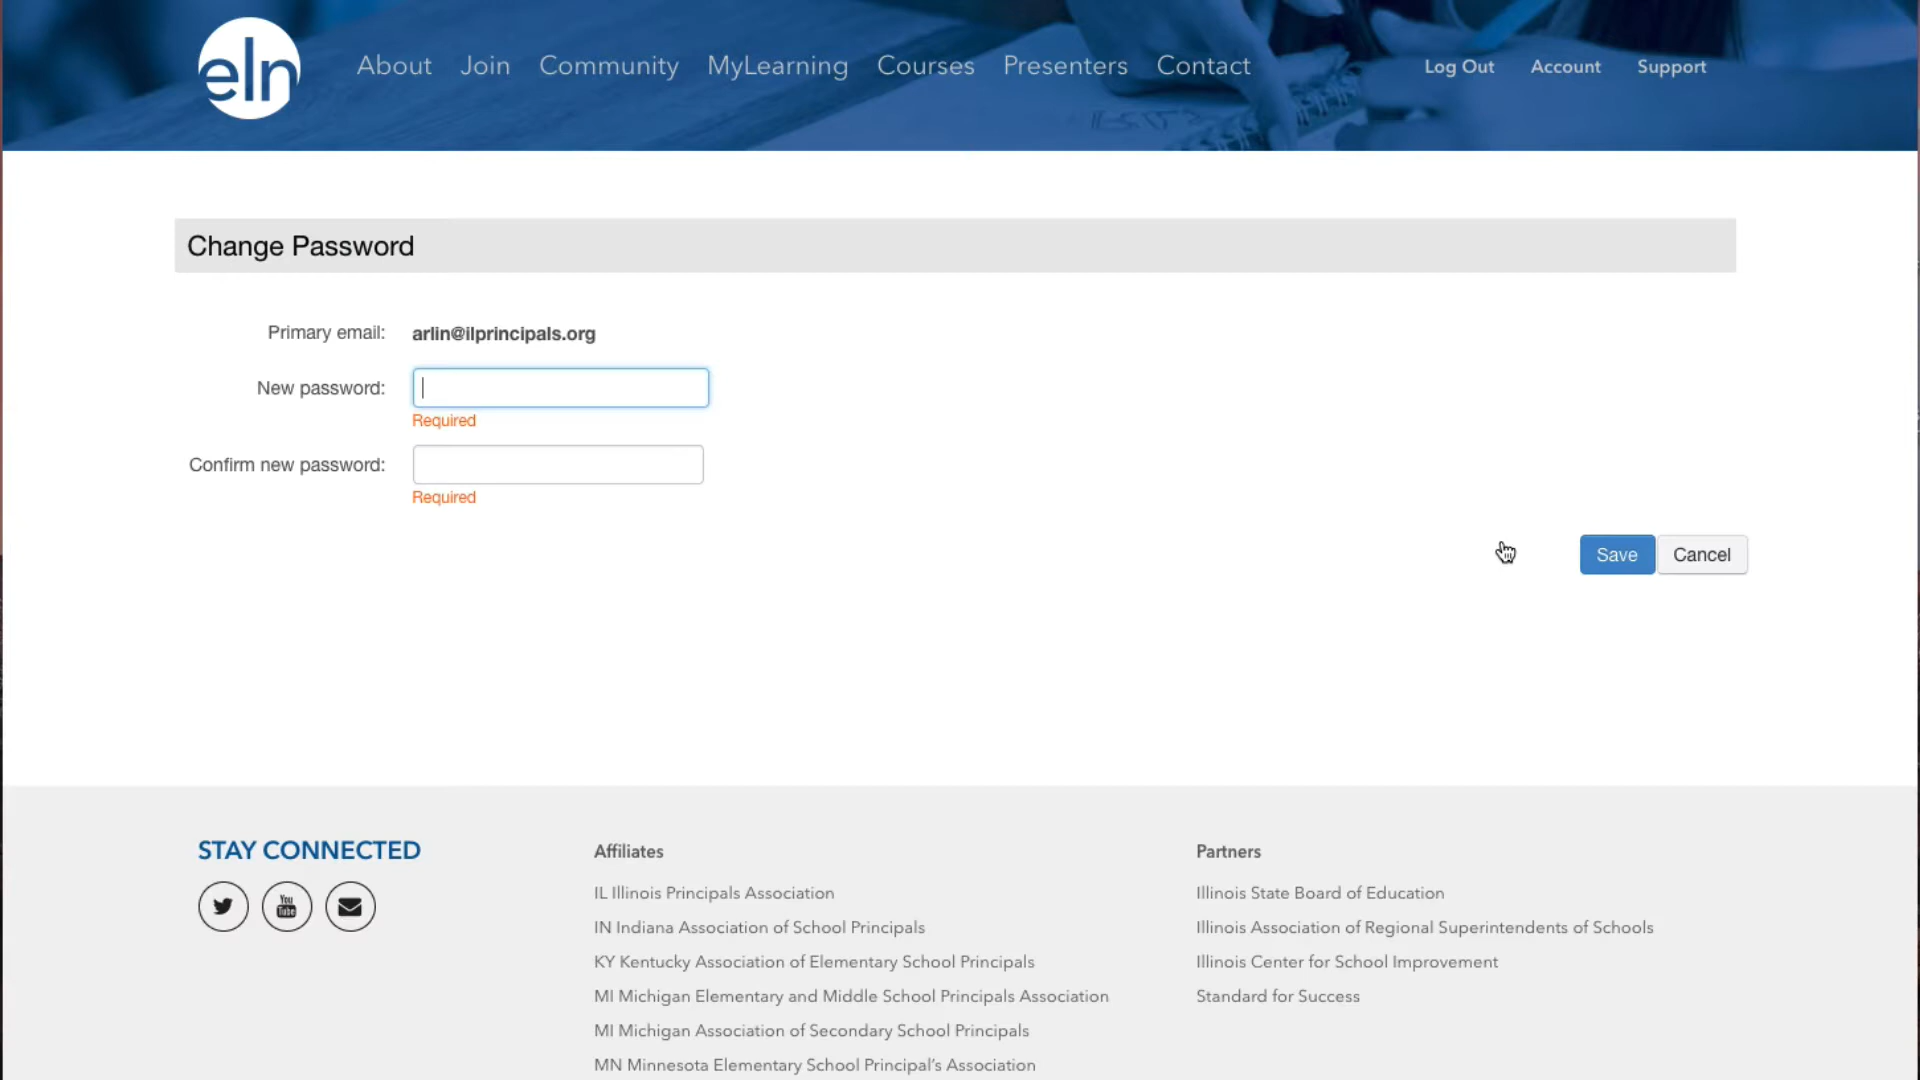 eln
About Join Community MyLearning Courses Presenters Contact
Log Out Account Support
Change Password
Primary email: arlin@ilprincipals.org
New password:
Required
Confirm new password:
Required
Save Cancel
STAY CONNECTED
You
Tube
Affiliates
IL Illinois Principals Association
IN Indiana Association of School Principals
KY Kentucky Association of Elementary School Principals
MI Michigan Elementary and Middle School Principals Association
MI Michigan Association of Secondary School Principals
MN Minnesota Elementary School Principal’s Association
Partners
Illinois State Board of Education
Illinois Association of Regional Superintendents of Schools
Illinois Center for School Improvement
Standard for Success